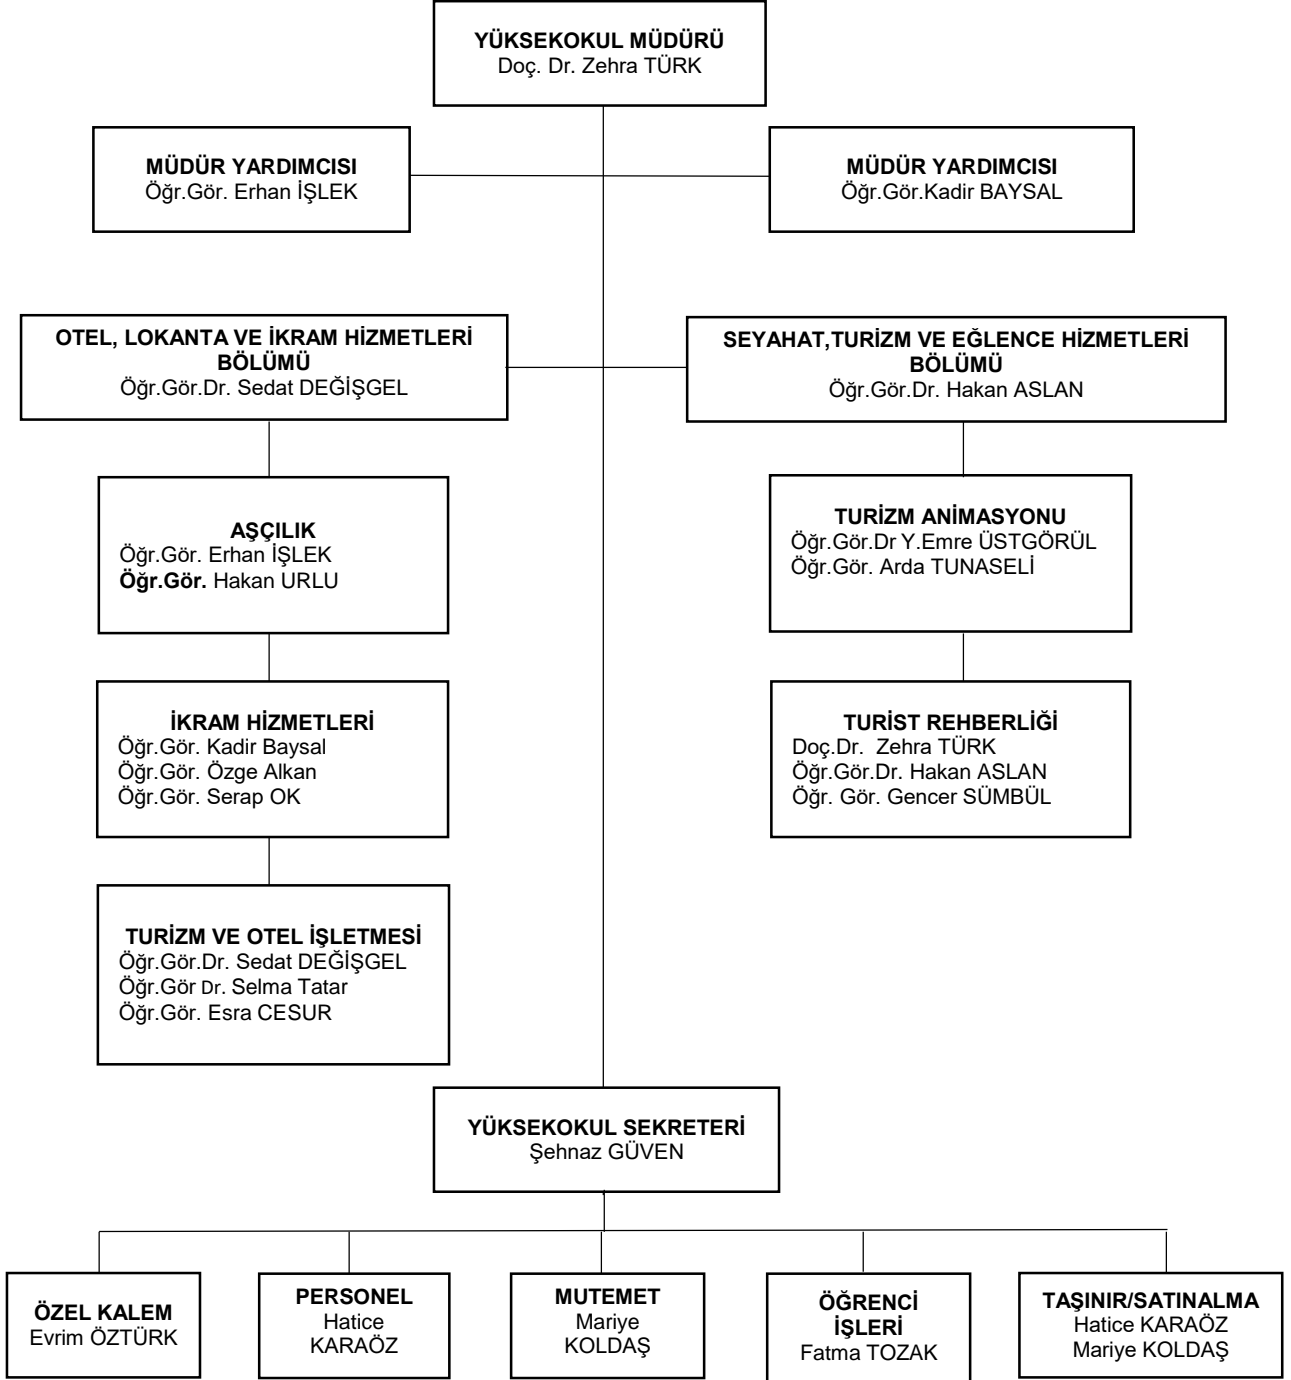 YÜKSEKOKUL MÜDÜRÜ
Doç. Dr. Zehra TÜRK
MÜDÜR YARDIMCISI
Öğr.Gör. Erhan İŞLEK
MÜDÜR YARDIMCISI
Öğr.Gör.Kadir BAYSAL
OTEL, LOKANTA VE İKRAM HİZMETLERİ
BÖLÜMÜ
Öğr.Gör.Dr. Sedat DEĞİŞGEL
SEYAHAT,TURİZM VE EĞLENCE HİZMETLERİ
BÖLÜMÜ
Öğr.Gör.Dr. Hakan ASLAN
AŞÇILIK
Öğr.Gör. Erhan İŞLEK
Öğr.Gör. Hakan URLU
TURİZM ANİMASYONU
Öğr.Gör.Dr Y.Emre ÜSTGÖRÜL
Öğr.Gör. Arda TUNASELİ
İKRAM HİZMETLERİ
Öğr.Gör. Kadir Baysal
Öğr.Gör. Özge Alkan
Öğr.Gör. Serap OK
TURİST REHBERLİĞİ
Doç.Dr.  Zehra TÜRK
Öğr.Gör.Dr. Hakan ASLAN
Öğr. Gör. Gencer SÜMBÜL
TURİZM VE OTEL İŞLETMESİ
Öğr.Gör.Dr. Sedat DEĞİŞGEL
Öğr.Gör Dr. Selma Tatar
Öğr.Gör. Esra CESUR
YÜKSEKOKUL SEKRETERİ
Şehnaz GÜVEN
ÖZEL KALEM
Evrim ÖZTÜRK
PERSONEL
Hatice
KARAÖZ
MUTEMET
Mariye
KOLDAŞ
ÖĞRENCİ
İŞLERİ
Fatma TOZAK
TAŞINIR/SATINALMA
Hatice KARAÖZ
Mariye KOLDAŞ